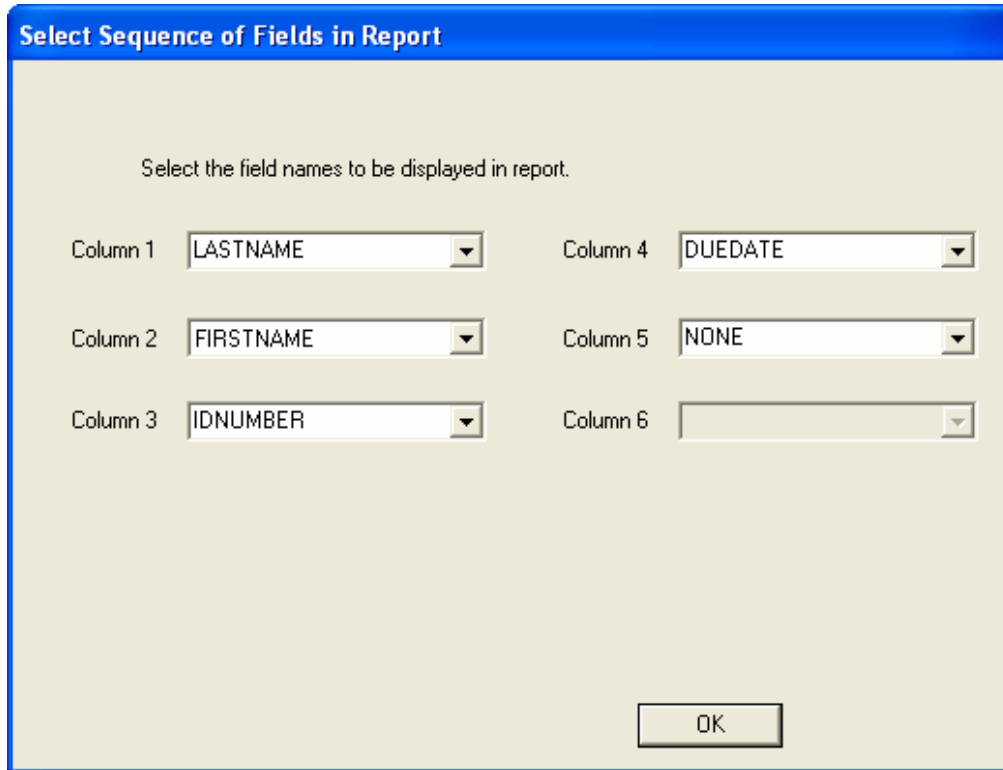 Select Sequence of Fields in Report
Select the field names to be displayed in report.
Column 1 LASTNAME Column 4 DUEDATE
Column 2 FIRSTNAME Column 5 NONE
Column 3 IDNUMBER Column 6
OK